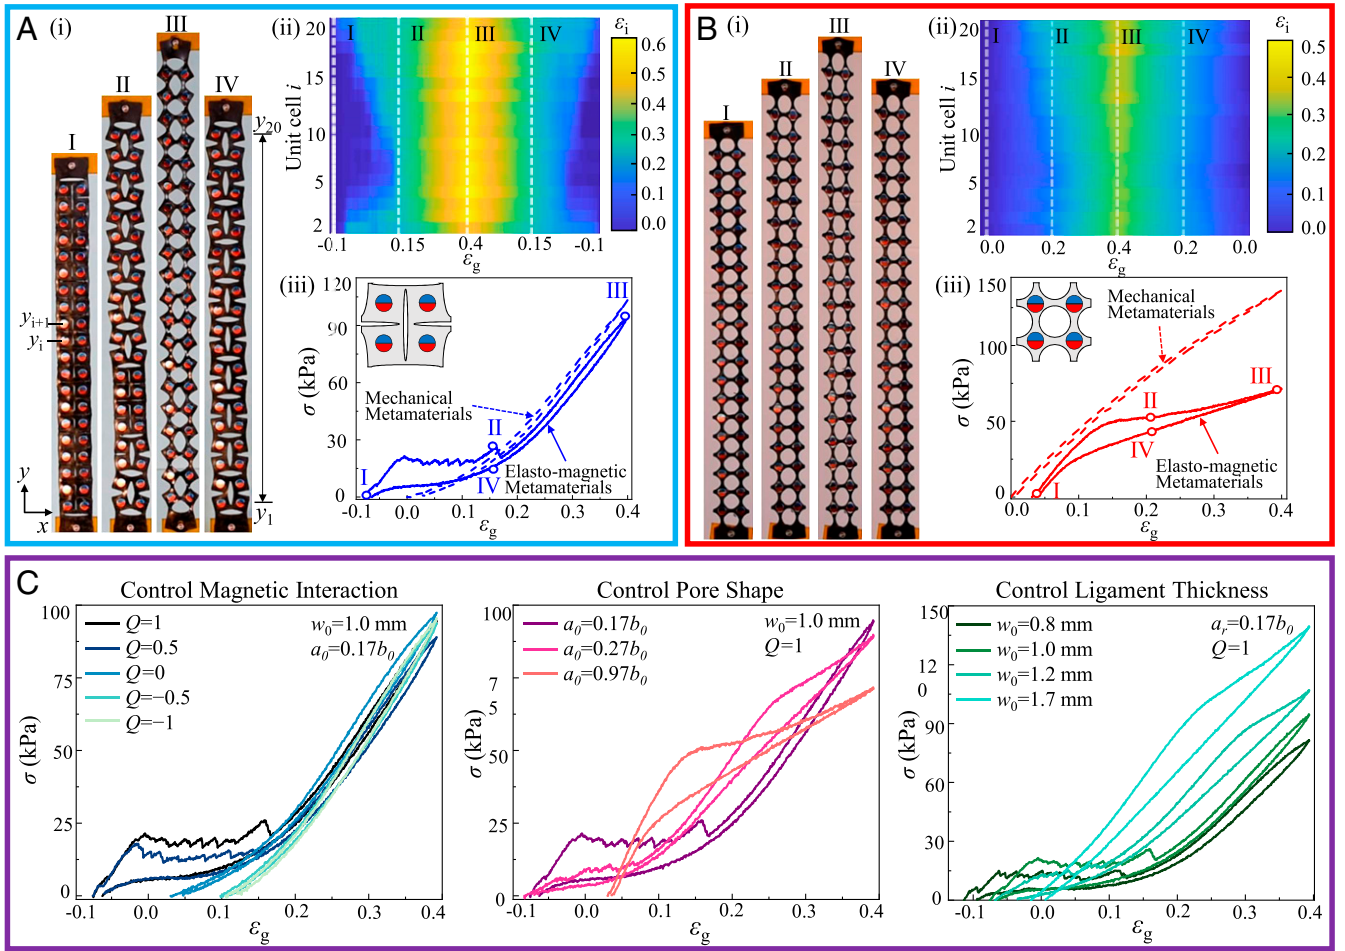 A
(i)
I
II
III
IV
y20
yi+1
yi
y1
y
x
(ii)
Unit cell i
20
15
10
5
2
I
II
III
IV
-0.1
0.15
0.4
0.15
-0.1
εg
εi
0.6
0.5
0.4
0.3
0.2
0.1
0.0
(iii)
σ (kPa)
120
90
60
30
0
I
II
III
IV
Mechanical
Metamaterials
Elasto-magnetic
Metamaterials
0.0
0.1
0.2
0.3
0.4
εg
B
(i)
I
II
III
IV
(ii)
Unit cell i
20
15
10
5
2
I
II
III
IV
0.0
0.2
0.4
0.2
0.0
εg
εi
0.5
0.4
0.3
0.2
0.1
0.0
(iii)
σ (kPa)
150
100
50
0
Mechanical
Metamaterials
I
II
III
IV
Elasto-magnetic
Metamaterials
0.0
0.1
0.2
0.3
0.4
εg
C
Control Magnetic Interaction
σ (kPa)
100
75
50
25
0
Q=1
Q=0.5
Q=0
Q=−0.5
Q=−1
w0=1.0 mm
a0=0.17b0
-0.1
0.0
0.1
0.2
0.3
0.4
εg
Control Pore Shape
σ (kPa)
100
7
5
50
25
0
a0=0.17b0
a0=0.27b0
a0=0.97b0
w0=1.0 mm
Q=1
-0.1
0.0
0.1
0.2
0.3
0.4
εg
Control Ligament Thickness
σ (kPa)
150
12
0
90
60
30
0
w0=0.8 mm
w0=1.0 mm
w0=1.2 mm
w0=1.7 mm
ar=0.17b0
Q=1
-0.1
0.0
0.1
0.2
0.3
0.4
εg